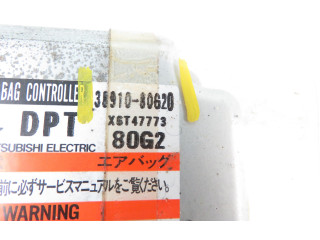 BAG CONTROLLER 38910-80G20
DPT X6T47773
TSUBISHI ELECTRIC 80G2
エアバッグ
前に必ずサービスマニュアルをご覧ください
WARNING